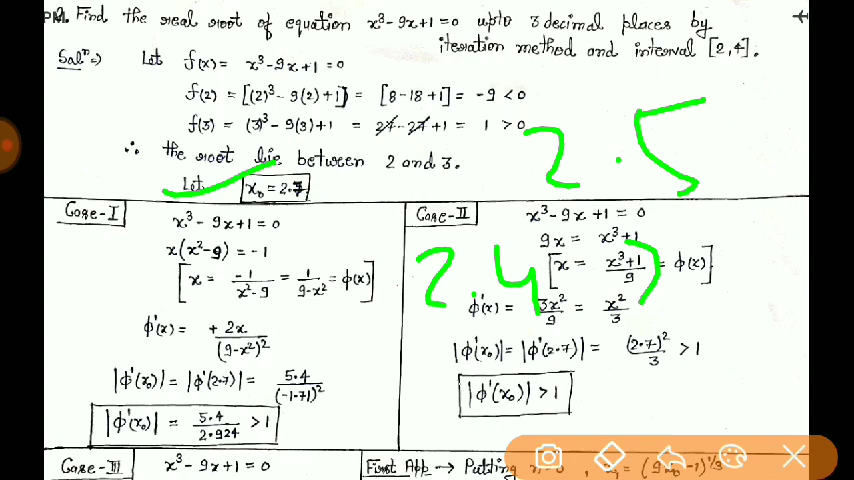 2. Find the real root of equation x³-9x+1=0 upto 3 decimal places by
iteration method and interval [2,4].
Salⁿ⇒ Let f(x) = x³-9x+1=0
f(2) = [(2)³-9(2)+1] = [8-18+1] = -9 <0
f(3) = (3)³-9(3)+1 = 27-27+1 = 1 >0
∴ the root lie between 2 and 3.
Let x₀ = 2.7
2.5
Case-I
x³-9x+1=0
x(x²-9) = -1
[x = -1/(x²-9) = 1/(9-x²) = φ(x)]
φ'(x) = +2x/(9-x²)²
|φ'(x₀)| = |φ'(2.7)| = 5.4/(-1.71)²
|φ'(x₀)| = 5.4/2.924 >1
Case-II
x³-9x+1=0
9x = x³+1
[x = (x³+1)/9 = φ(x)]
2.4
φ'(x) = 3x²/9 = x²/3
|φ'(x₀)| = |φ'(2.7)| = (2.7)²/3 >1
|φ'(x₀)| >1
Case-III x³-9x+1=0
First App → Putting